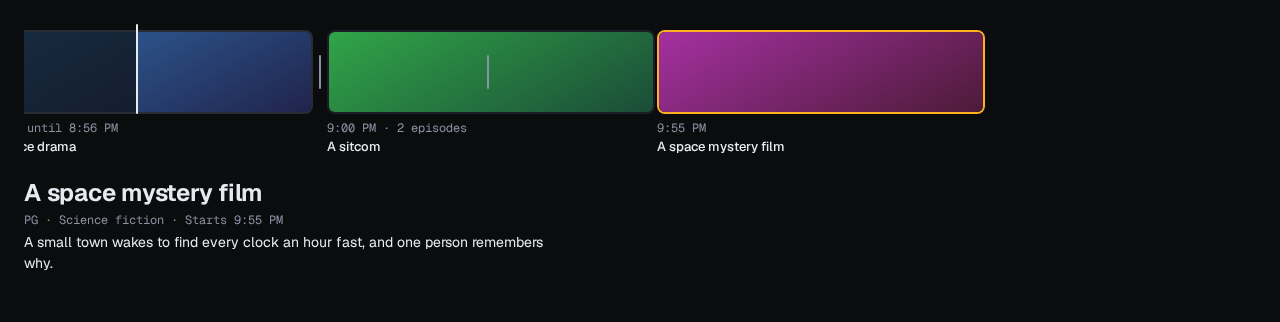 until 8:56 PM
9:00 PM · 2 episodes
9:55 PM
drama
A sitcom
A space mystery film
A space mystery film
PG · Science fiction · Starts 9:55 PM
A small town wakes to find every clock an hour fast, and one person remembers
why.